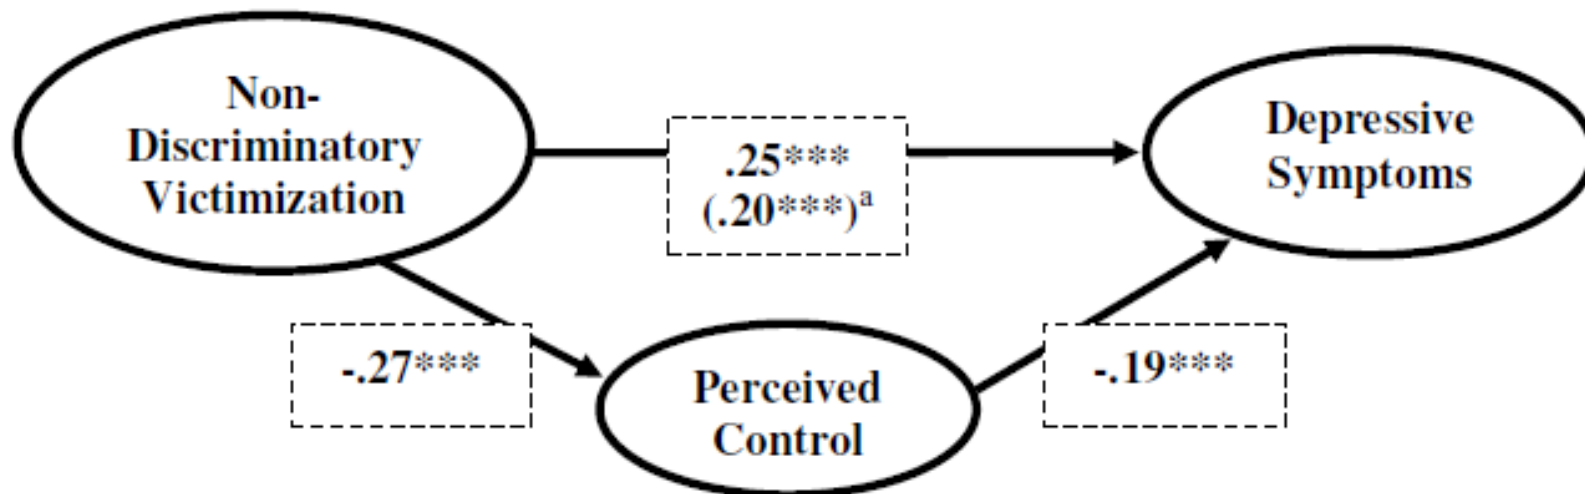 Non-
Discriminatory
Victimization
.25***
(.20***)ᵃ
Depressive
Symptoms
-.27***
Perceived
Control
-.19***